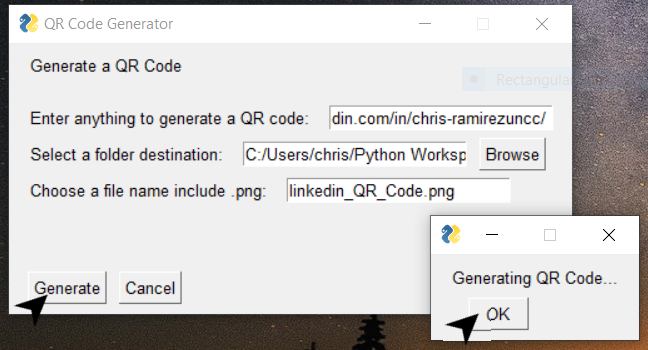 QR Code Generator
Generate a QR Code
Rectangular
Enter anything to generate a QR code: din.com/in/chris-ramirezuncc/
Select a folder destination: C:/Users/chris/Python Worksp Browse
Choose a file name include .png: linkedin_QR_Code.png
Generating QR Code...
Generate Cancel
OK